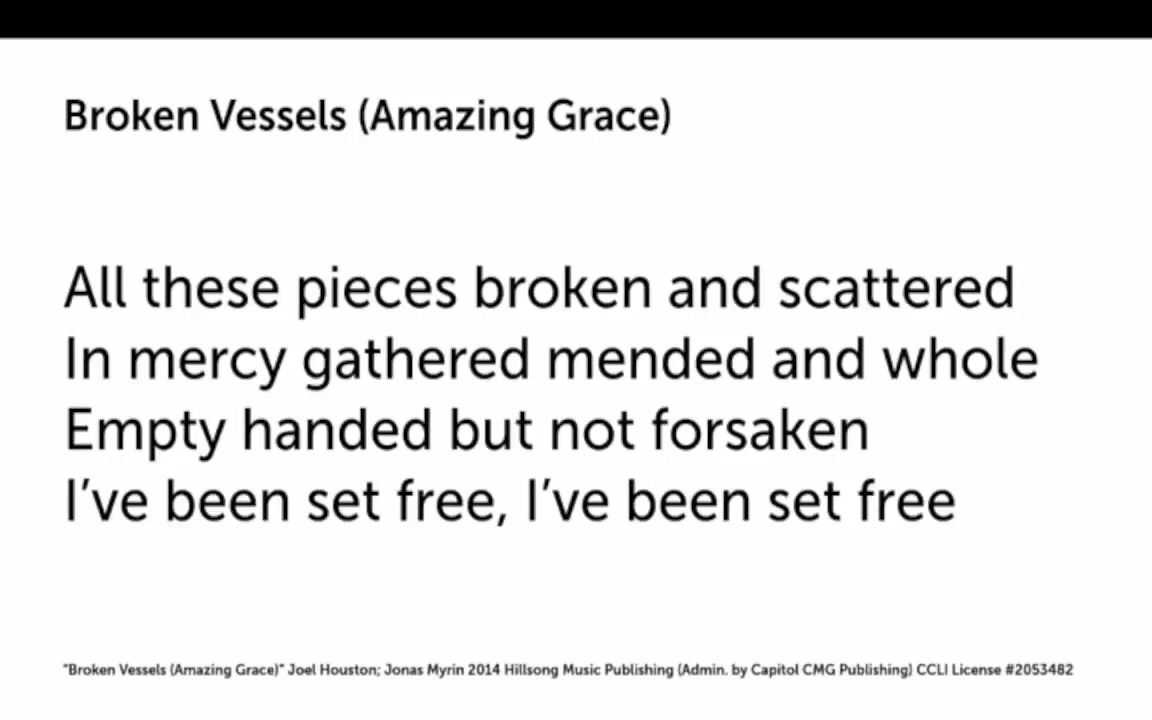 Broken Vessels (Amazing Grace)
All these pieces broken and scattered
In mercy gathered mended and whole
Empty handed but not forsaken
I’ve been set free, I’ve been set free
"Broken Vessels (Amazing Grace)" Joel Houston; Jonas Myrin 2014 Hillsong Music Publishing (Admin. by Capitol CMG Publishing) CCLI License #2053482